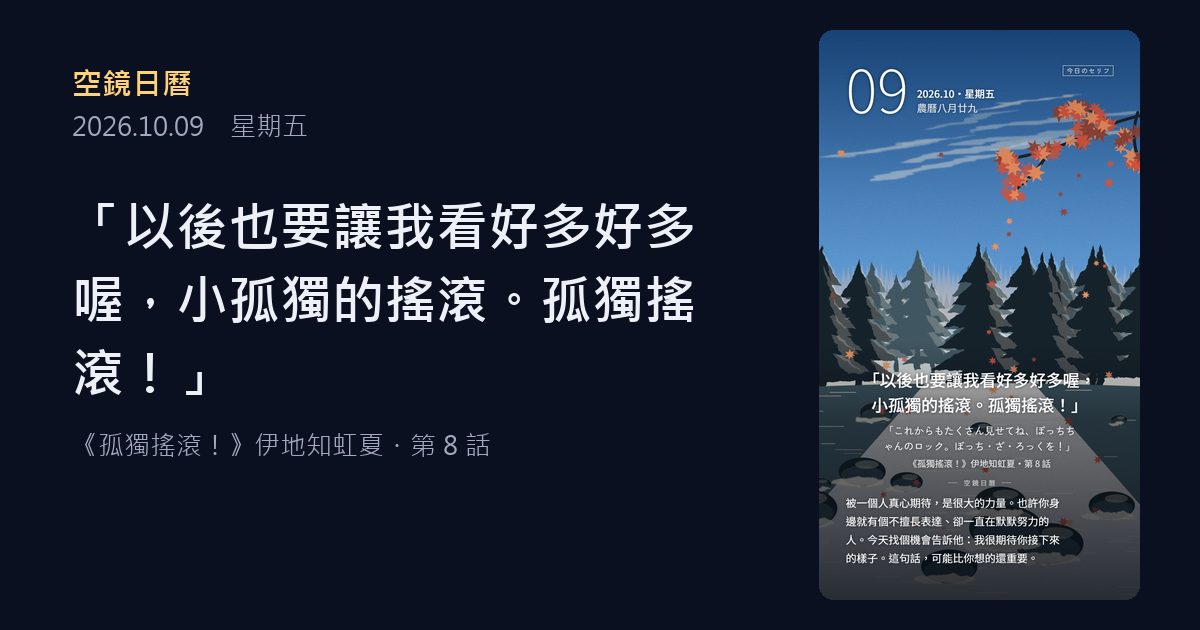 空鏡日曆
2026.10.09 星期五
「以後也要讓我看好多好多
喔，小孤獨的搖滾。孤獨搖
滾！」
《孤獨搖滾！》伊地知虹夏・第 8 話
今日のセリフ
09
2026.10・星期五
農曆八月廿九
「以後也要讓我看好多好多喔，
小孤獨的搖滾。孤獨搖滾！」
「これからもたくさん見せてね、ぼっちち
ゃんのロック。ぼっち・ざ・ろっくを！」
《孤獨搖滾！》伊地知虹夏・第 8 話
— 空鏡日曆 —
被一個人真心期待，是很大的力量。也許你身
邊就有個不擅長表達、卻一直在默默努力的
人。今天找個機會告訴他：我很期待你接下來
的樣子。這句話，可能比你想的還重要。